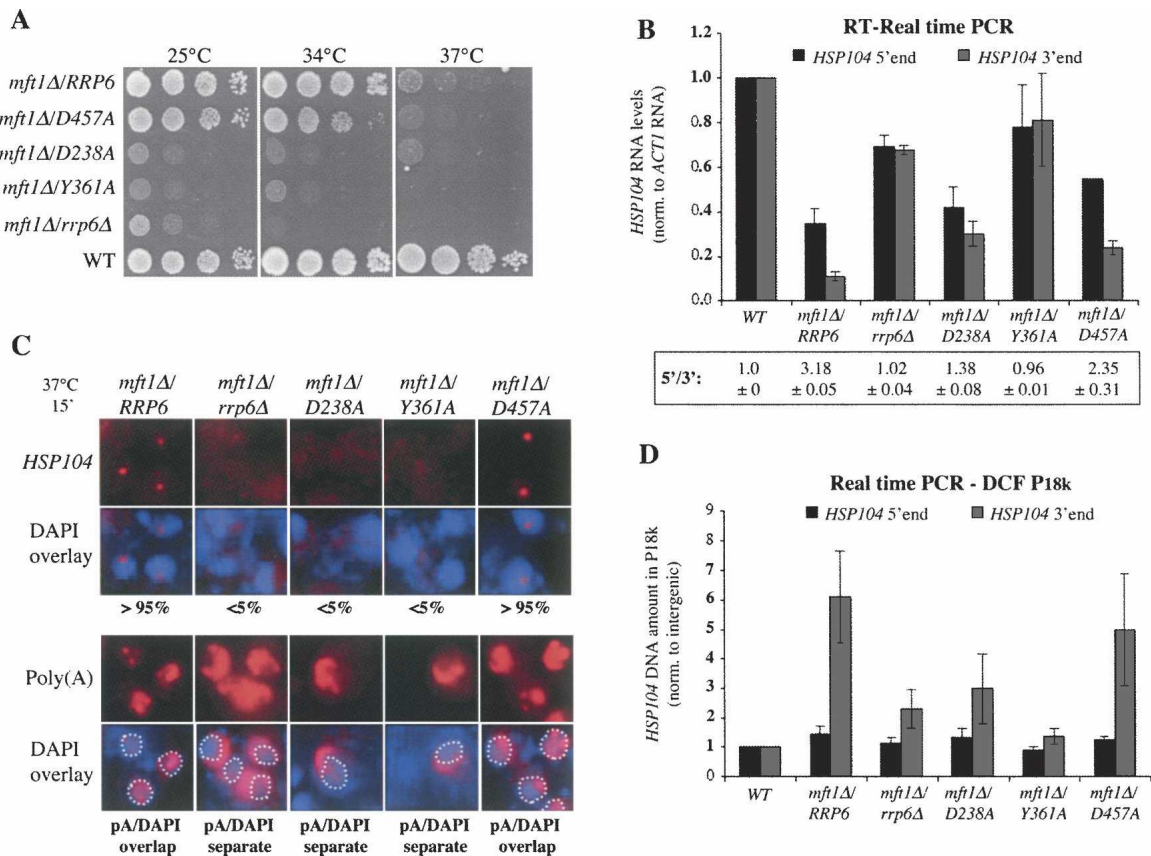 A
25°C 34°C 37°C
mft1Δ/RRP6
mft1Δ/D457A
mft1Δ/D238A
mft1Δ/Y361A
mft1Δ/rrp6Δ
WT
B
RT-Real time PCR
HSP104 5'end HSP104 3'end
HSP104 RNA levels
(norm. to ACT1 RNA)
1.0
0.8
0.6
0.4
0.2
0.0
WT mft1Δ/ mft1Δ/ mft1Δ/ mft1Δ/ mft1Δ/
RRP6 rrp6Δ D238A Y361A D457A
5'/3': 1.0 3.18 1.02 1.38 0.96 2.35
± 0 ± 0.05 ± 0.04 ± 0.08 ± 0.01 ± 0.31
C
37°C
15'
mft1Δ/ mft1Δ/ mft1Δ/ mft1Δ/ mft1Δ/
RRP6 rrp6Δ D238A Y361A D457A
HSP104
DAPI
overlay
> 95% <5% <5% <5% > 95%
Poly(A)
DAPI
overlay
pA/DAPI pA/DAPI pA/DAPI pA/DAPI pA/DAPI
overlap separate separate separate overlap
D
Real time PCR - DCF P18k
HSP104 5'end HSP104 3'end
HSP104 DNA amount in P18k
(norm. to intergenic)
9
8
7
6
5
4
3
2
1
0
WT mft1Δ/ mft1Δ/ mft1Δ/ mft1Δ/ mft1Δ/
RRP6 rrp6Δ D238A Y361A D457A